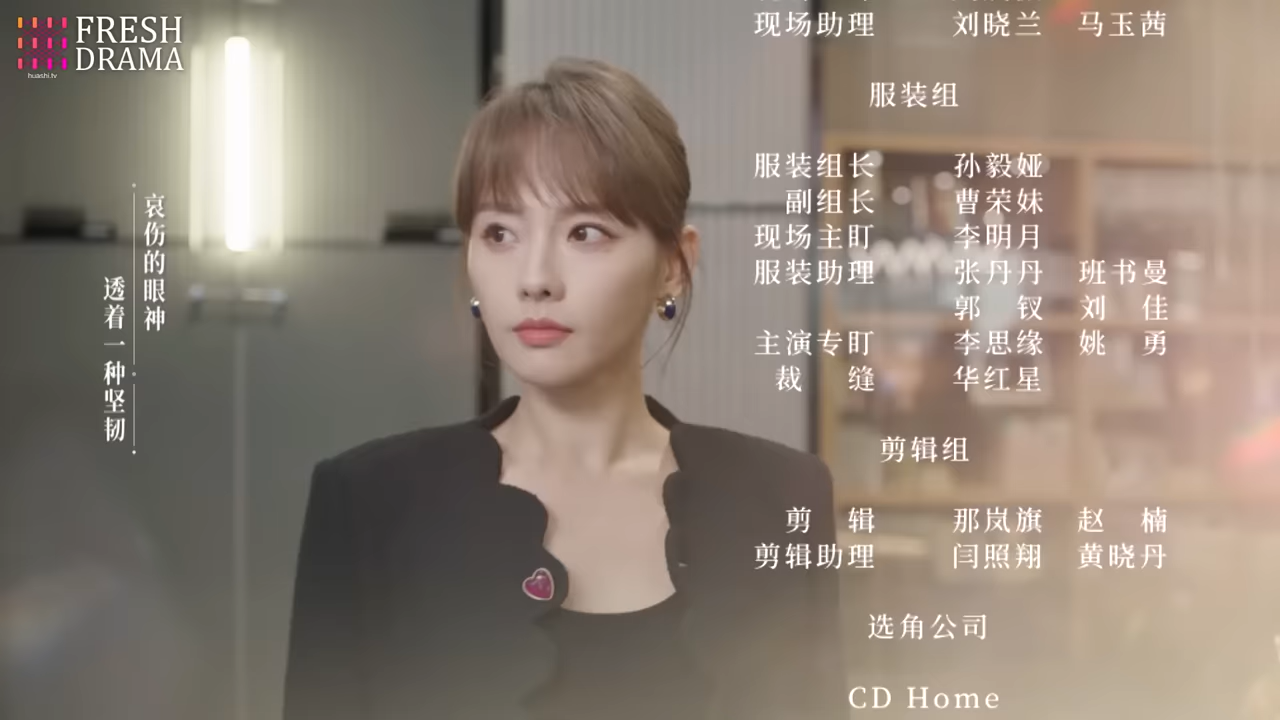 FRESH
DRAMA
huashi.tv
哀伤的眼神
透着一种坚韧
现场助理 刘晓兰 马玉茜
服装组
服装组长 孙毅娅
副组长 曹荣妹
现场主盯 李明月
服装助理 张丹丹 班书曼
郭 钗 刘 佳
主演专盯 李思缘 姚 勇
裁 缝 华红星
剪辑组
剪 辑 那岚旗 赵 楠
剪辑助理 闫照翔 黄晓丹
选角公司
CD Home